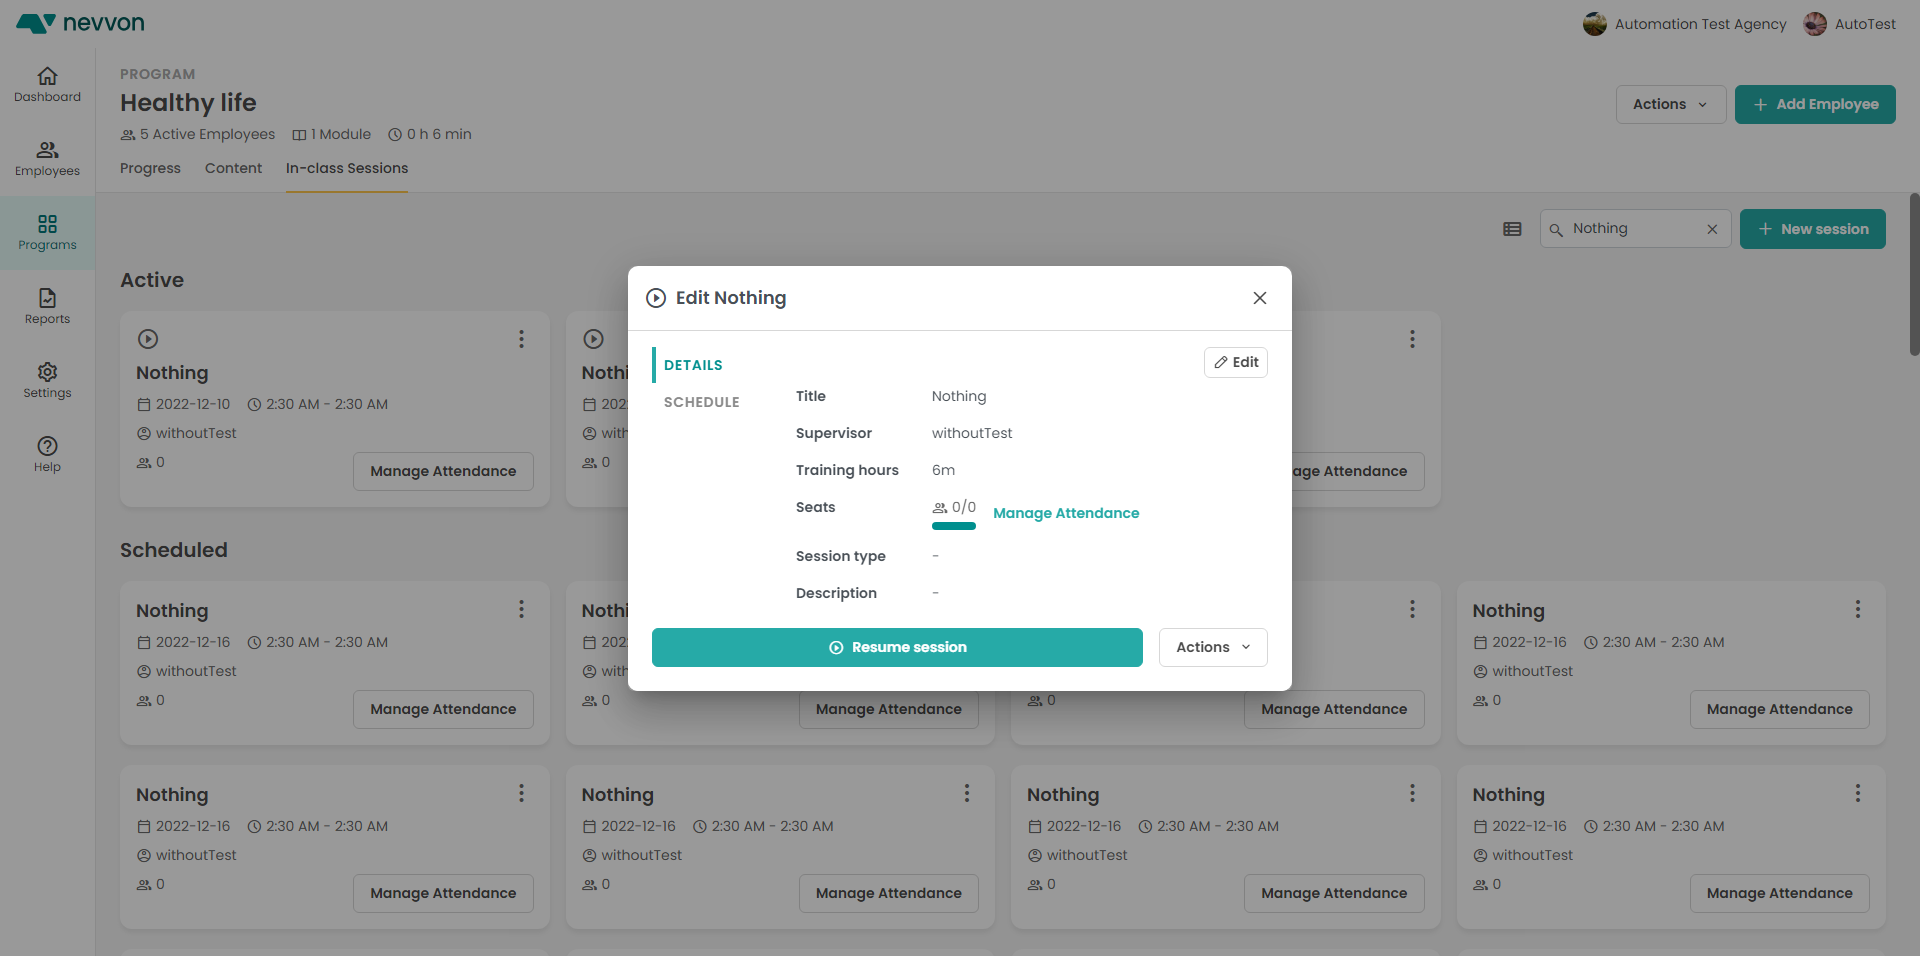 nevvon
Automation Test Agency
AutoTest
Dashboard
Employees
Programs
Reports
Settings
Help
PROGRAM
Healthy life
5 Active Employees 1 Module 0 h 6 min
Actions
Add Employee
Progress Content In-class Sessions
Nothing
New session
Active
Nothing
2022-12-10 2:30 AM - 2:30 AM
withoutTest
0
Manage Attendance
0
Scheduled
Nothing
2022-12-16 2:30 AM - 2:30 AM
withoutTest
0
Manage Attendance
0
Manage Attendance
0
Manage Attendance
Nothing
2022-12-16 2:30 AM - 2:30 AM
withoutTest
0
Manage Attendance
Nothing
2022-12-16 2:30 AM - 2:30 AM
withoutTest
0
Manage Attendance
Nothing
2022-12-16 2:30 AM - 2:30 AM
withoutTest
0
Manage Attendance
Nothing
2022-12-16 2:30 AM - 2:30 AM
withoutTest
0
Manage Attendance
Nothing
2022-12-16 2:30 AM - 2:30 AM
withoutTest
0
Manage Attendance
Edit Nothing
DETAILS
SCHEDULE
Edit
Title Nothing
Supervisor withoutTest
Training hours 6m
Seats 0/0 Manage Attendance
Session type -
Description -
Resume session
Actions